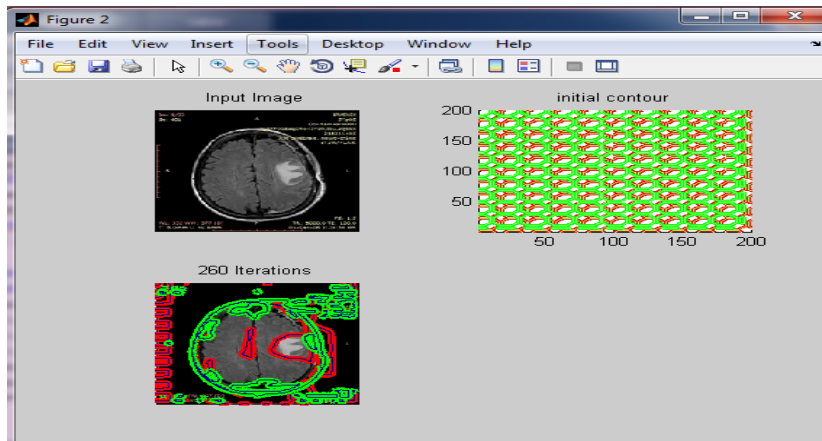 Figure 2
File Edit View Insert Tools Desktop Window Help
Input Image
initial contour
200
150
100
50
50 100 150 200
260 Iterations